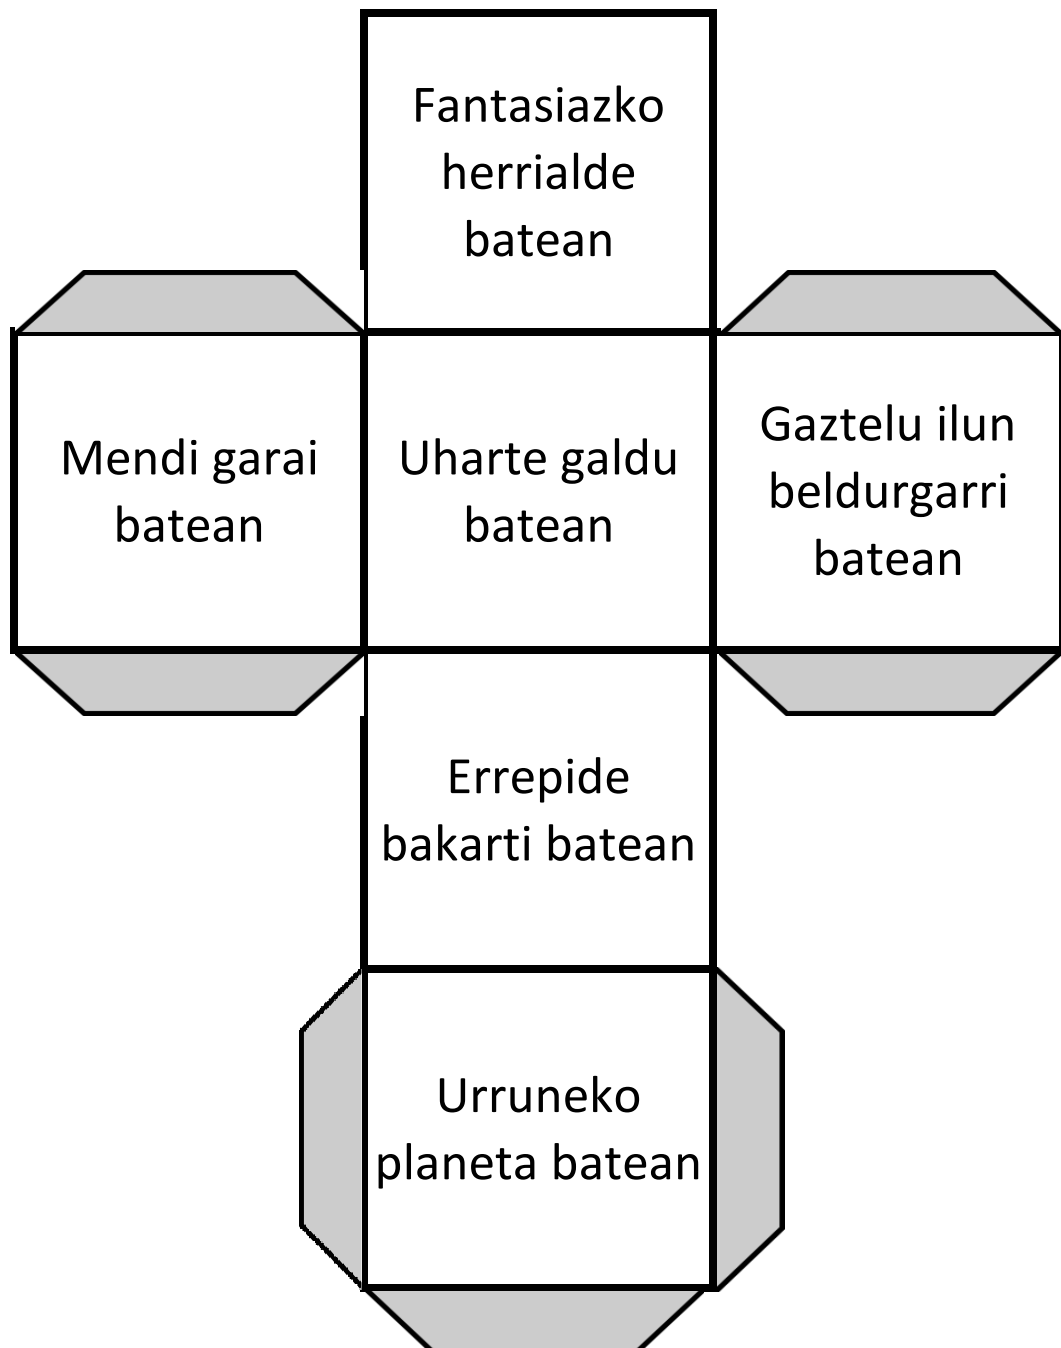 Fantasiazko
herrialde
batean
Mendi garai
batean
Uharte galdu
batean
Gaztelu ilun
beldurgarri
batean
Errepide
bakarti batean
Urruneko
planeta batean